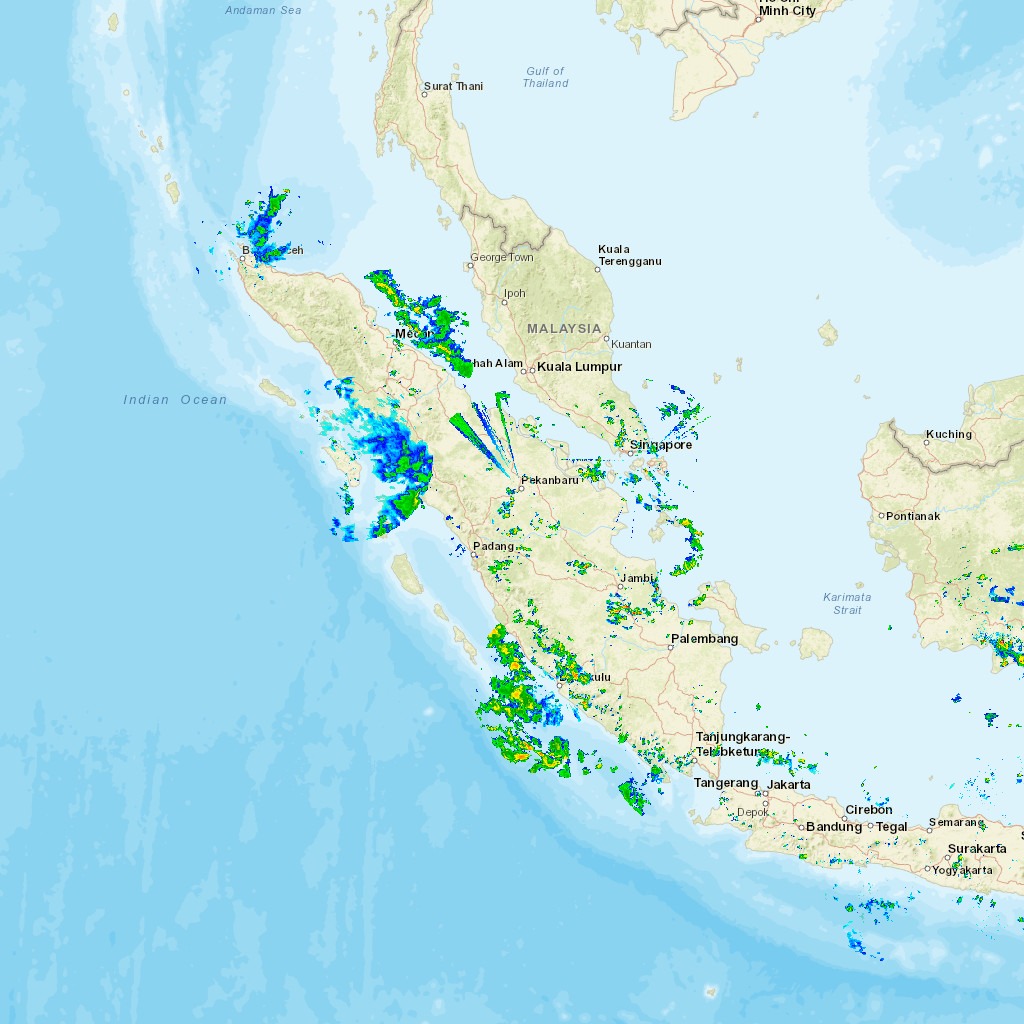 Andaman Sea
Minh City
Gulf of
Thailand
Surat Thani
Kuala
Terengganu
George Town
Ipoh
MALAYSIA
Kuantan
hah Alam
Kuala Lumpur
Indian Ocean
Kuching
Singapore
Pekanbaru
Pontianak
Padang
Jambi
Karimata
Strait
Palembang
Tanjungkarang-
Tangerang
Jakarta
Depok
Cirebon
Bandung
Tegal
Semarang
Surakarta
Yogyakarta